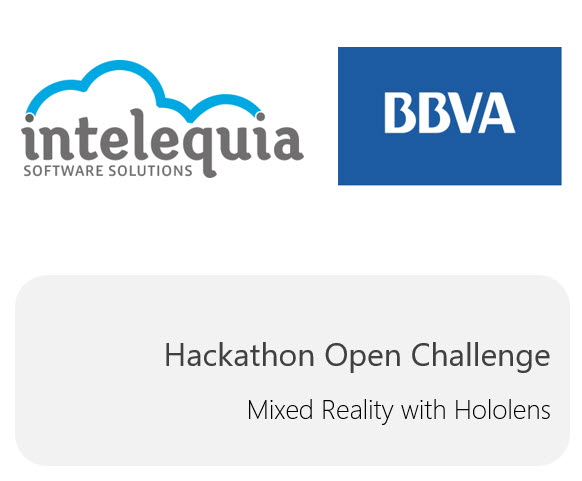 intelequia
SOFTWARE SOLUTIONS
BBVA
Hackathon Open Challenge
Mixed Reality with Hololens